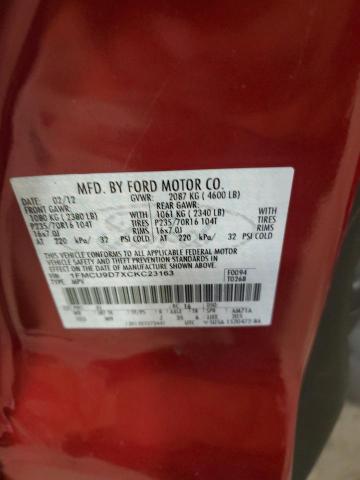 MFD. BY FORD MOTOR CO.
DATE: 02/12 GVWR: 2087 KG ( 4600 LB)
FRONT GAWR: REAR GAWR:
1080 KG ( 2380 LB) WITH 1061 KG ( 2340 LB)
P235/70R16 104T TIRES P235/70R16 104T
16x7.0J RIMS 16x7.0J
AT 220 kPa/ 32 PSI COLD AT 220 kPa/ 32 PSI COLD
THIS VEHICLE CONFORMS TO ALL APPLICABLE
FEDERAL MOTOR VEHICLE SAFETY, BUMPER, AND
THEFT PREVENTION STANDARDS IN EFFECT ON THE DATE OF
MANUFACTURE SHOWN ABOVE.
VIN: 1FMCU9D7XCKC23163 F0094
TYPE: MPV T0268